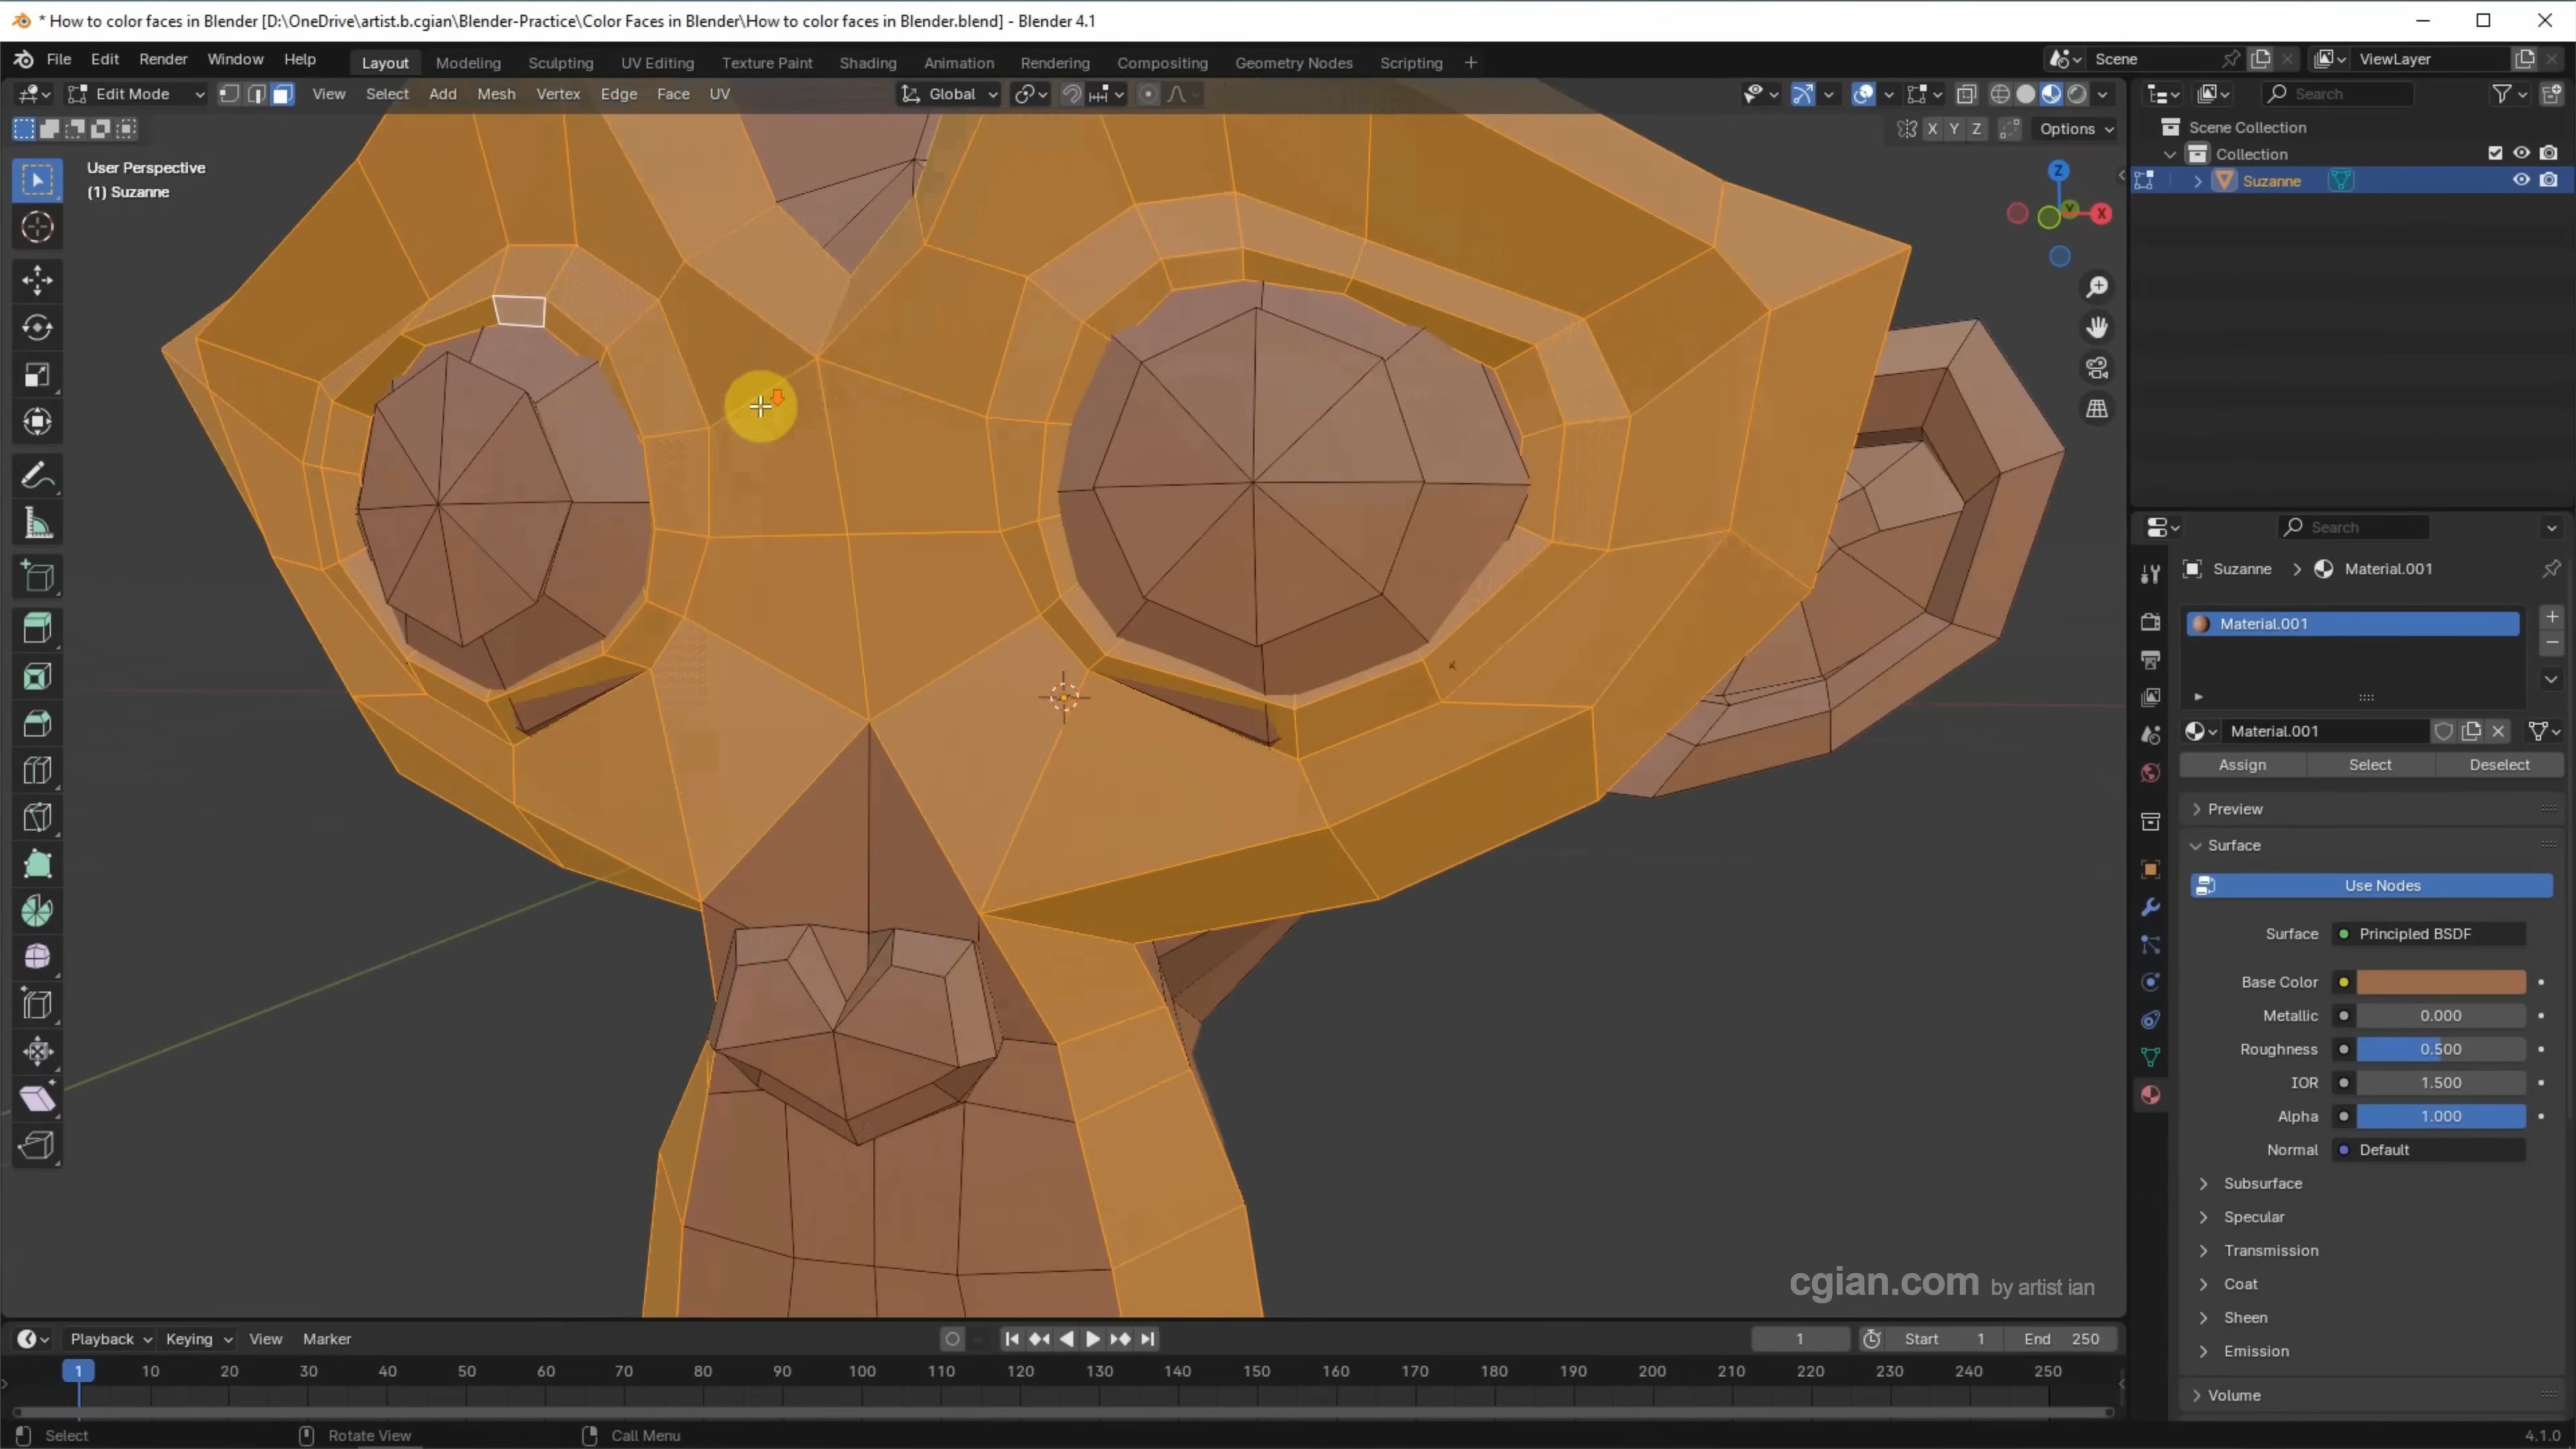 * How to color faces in Blender [D:\OneDrive\artist.b.cgian\Blender-Practice\Color Faces in Blender\How to color faces in Blender.blend] - Blender 4.1
File Edit Render Window Help Layout Modeling Sculpting UV Editing Texture Paint Shading Animation Rendering Compositing Geometry Nodes Scripting + Scene ViewLayer
Edit Mode View Select Add Mesh Vertex Edge Face UV Global Search
X Y Z Options
Scene Collection
Collection
Suzanne
User Perspective
(1) Suzanne
Z
Y
X
Search
Suzanne > Material.001
Material.001
Material.001
Assign Select Deselect
Preview
Surface
Use Nodes
Surface Principled BSDF
Base Color
Metallic 0.000
Roughness 0.500
IOR 1.500
Alpha 1.000
Normal Default
Subsurface
Specular
Transmission
Coat
Sheen
Emission
Volume
cgian.com by artist ian
Playback Keying View Marker 1 Start 1 End 250
1 10 20 30 40 50 60 70 80 90 100 110 120 130 140 150 160 170 180 190 200 210 220 230 240 250
Select Rotate View Call Menu 4.1.0